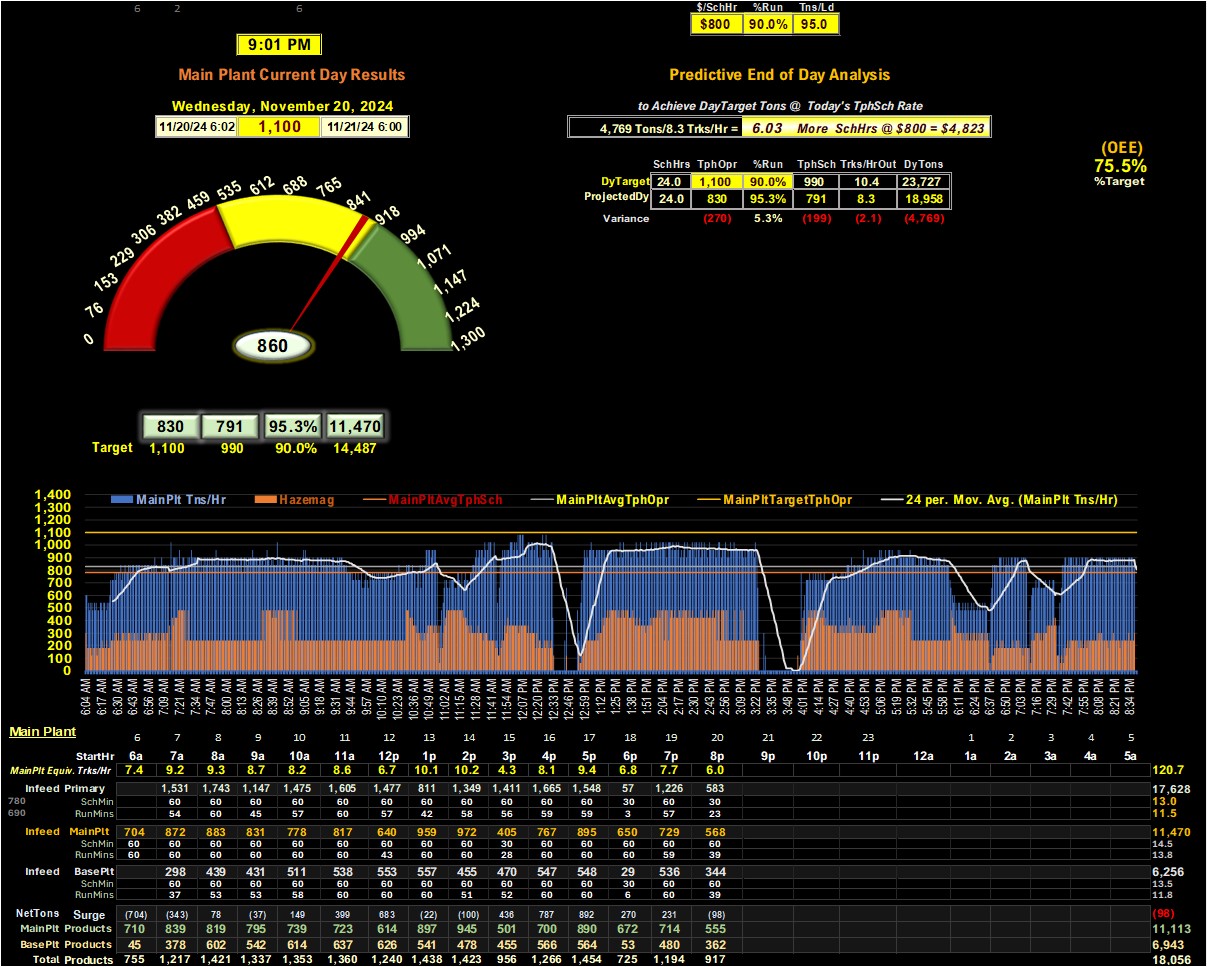 6 2 6
$/SchHr %Run Tns/Ld
$800 90.0% 95.0
9:01 PM
Main Plant Current Day Results
Predictive End of Day Analysis
Wednesday, November 20, 2024
to Achieve DayTarget Tons @ Today's TphSch Rate
11/20/24 6:02 1,100 11/21/24 6:00
4,769 Tons/8.3 Trks/Hr = 6.03 More SchHrs @ $800 = $4,823
(OEE)
75.5%
%Target
SchHrs TphOpr %Run TphSch Trks/HrOut DyTons
DyTarget 24.0 1,100 90.0% 990 10.4 23,727
ProjectedDy 24.0 830 95.3% 791 8.3 18,958
Variance (270) 5.3% (199) (2.1) (4,769)
0 76 153 229 306 382 459 535 612 688 765 841 918 994 1,071 1,147 1,224 1,300
860
830 791 95.3% 11,470
Target 1,100 990 90.0% 14,487
MainPlt Tns/Hr Hazemag MainPltAvgTphSch MainPltAvgTphOpr MainPltTargetTphOpr 24 per. Mov. Avg. (MainPlt Tns/Hr)
1,400
1,300
1,200
1,100
1,000
900
800
700
600
500
400
300
200
100
0
6:04 AM 6:17 AM 6:30 AM 6:43 AM 6:56 AM 7:09 AM 7:21 AM 7:34 AM 7:47 AM 8:00 AM 8:13 AM 8:26 AM 8:39 AM 8:52 AM 9:05 AM 9:18 AM 9:31 AM 9:44 AM 9:57 AM 10:10 AM 10:23 AM 10:36 AM 10:49 AM 11:02 AM 11:15 AM 11:28 AM 11:41 AM 11:54 AM 12:07 PM 12:20 PM 12:33 PM 12:46 PM 12:59 PM 1:12 PM 1:25 PM 1:38 PM 1:51 PM 2:04 PM 2:17 PM 2:30 PM 2:43 PM 2:56 PM 3:09 PM 3:22 PM 3:35 PM 3:48 PM 4:01 PM 4:14 PM 4:27 PM 4:40 PM 4:53 PM 5:06 PM 5:19 PM 5:32 PM 5:45 PM 5:58 PM 6:11 PM 6:24 PM 6:37 PM 6:50 PM 7:03 PM 7:16 PM 7:29 PM 7:42 PM 7:55 PM 8:08 PM 8:21 PM 8:34 PM
Main Plant
6 7 8 9 10 11 12 13 14 15 16 17 18 19 20 21 22 23 1 2 3 4 5
StartHr 6a 7a 8a 9a 10a 11a 12p 1p 2p 3p 4p 5p 6p 7p 8p 9p 10p 11p 12a 1a 2a 3a 4a 5a
MainPlt Equiv. Trks/Hr 7.4 9.2 9.3 8.7 8.2 8.6 6.7 10.1 10.2 4.3 8.1 9.4 6.8 7.7 6.0 120.7
Infeed Primary 1,531 1,743 1,147 1,475 1,605 1,477 811 1,349 1,411 1,665 1,548 57 1,226 583 17,628
780 SchMin 60 60 60 60 60 60 60 60 60 60 60 30 60 30 13.0
690 RunMins 54 60 45 57 60 57 42 58 56 59 59 3 57 23 11.5
Infeed MainPlt 704 872 883 831 778 817 640 959 972 405 767 895 650 729 568 11,470
SchMin 60 60 60 60 60 60 60 60 60 30 60 60 60 60 60 14.5
RunMins 60 60 60 60 60 60 43 60 60 28 60 60 60 59 39 13.8
Infeed BasePlt 298 439 431 511 538 553 557 455 470 547 548 29 536 344 6,256
SchMin 60 60 60 60 60 60 60 60 60 60 60 30 60 60 13.5
RunMins 37 53 53 58 60 60 60 51 52 60 60 6 60 39 11.8
NetTons Surge (704) (343) 78 (37) 149 399 683 (22) (100) 436 787 892 270 231 (98) (98)
MainPlt Products 710 839 819 795 739 723 614 897 945 501 700 890 672 714 555 11,113
BasePlt Products 45 378 602 542 614 637 626 541 478 455 566 564 53 480 362 6,943
Total Products 755 1,217 1,421 1,337 1,353 1,360 1,240 1,438 1,423 956 1,266 1,454 725 1,194 917 18,056